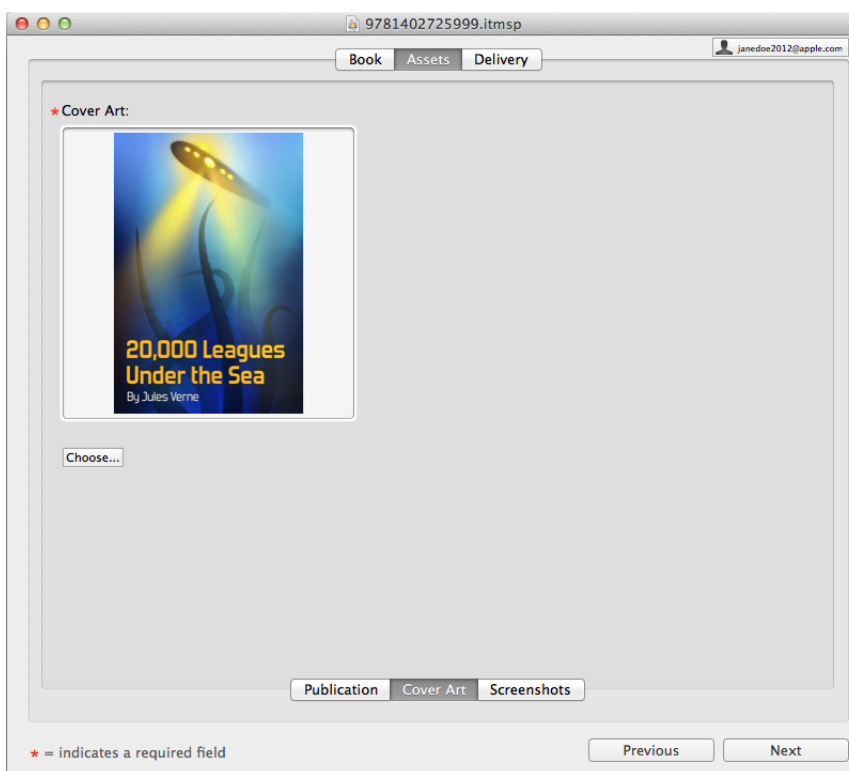 9781402725999.itmsp
janedoe2012@apple.com
Book Assets Delivery
*Cover Art:
20,000 Leagues
Under the Sea
By Jules Verne
Choose...
Publication Cover Art Screenshots
* = indicates a required field
Previous Next